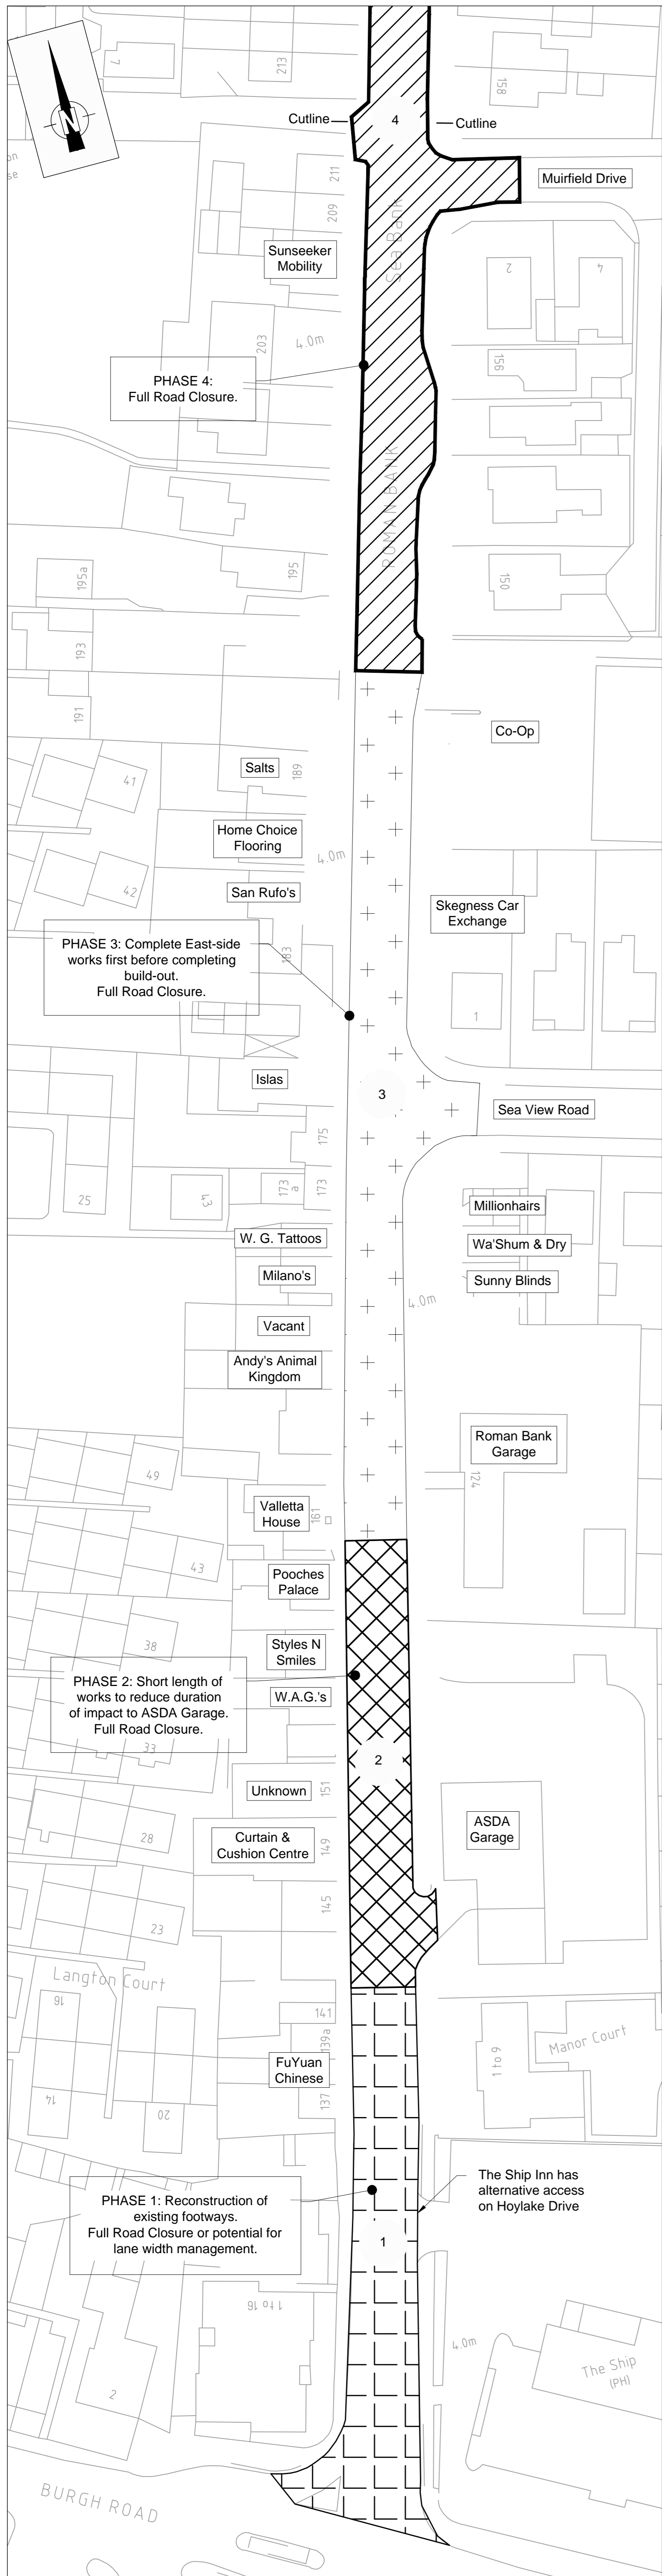 7
213
158
N
Cutline
4
Cutline
on
se
211
Muirfield Drive
209
Sea Bank
Sunseeker
Mobility
2
4
203
4.0m
156
PHASE 4:
Full Road Closure.
ROMAN BANK
195a
195
150
193
191
Co-Op
Salts
189
41
Home Choice
Flooring
4.0m
42
San Rufo's
Skegness Car
Exchange
PHASE 3: Complete East-side
works first before completing
build-out.
Full Road Closure.
183
1
Islas
3
Sea View Road
175
25
43
173
a
173
Millionhairs
W. G. Tattoos
Wa'Shum & Dry
Milano's
Sunny Blinds
4.0m
Vacant
Andy's Animal
Kingdom
Roman Bank
Garage
49
124
Valletta
House
161
43
Pooches
Palace
38
Styles N
Smiles
PHASE 2: Short length of
works to reduce duration
of impact to ASDA Garage.
Full Road Closure.
W.A.G.'s
33
2
Unknown
151
ASDA
Garage
28
Curtain &
Cushion Centre
149
145
23
Langton Court
16
141
139a
Manor Court
6 to 1
FuYuan
Chinese
14
20
137
The Ship Inn has
alternative access
on Hoylake Drive
PHASE 1: Reconstruction of
existing footways.
Full Road Closure or potential for
lane width management.
1
1 to 16
4.0m
The Ship
(PH)
2
BURGH ROAD